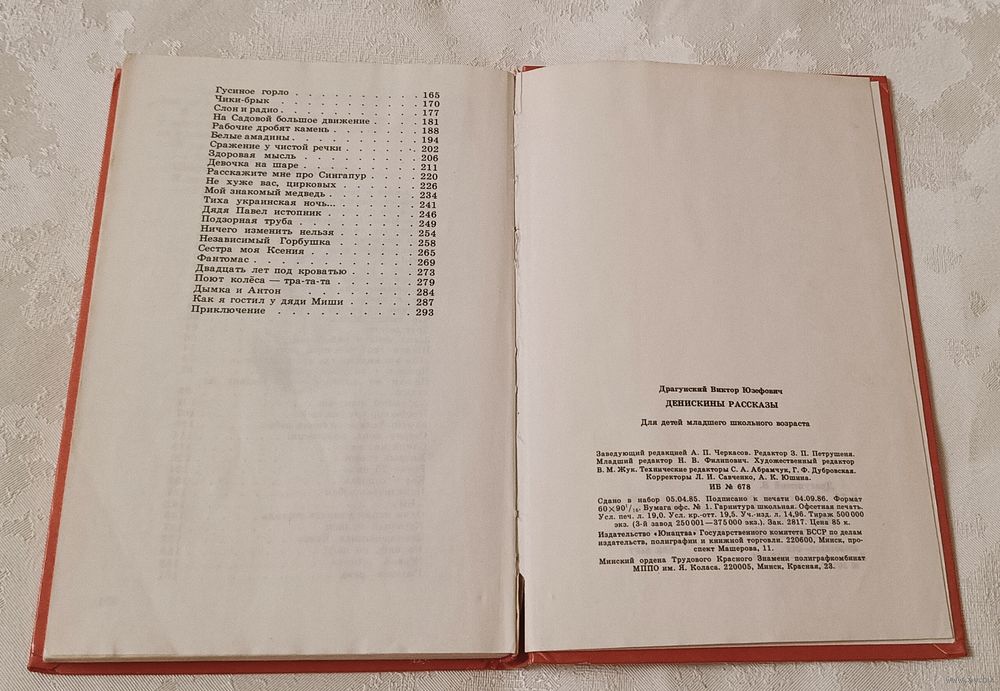 Гусиное горло . . . . . . . . . . 165
Чики-брык . . . . . . . . . . . 170
Слон и радио . . . . . . . . . . 177
На Садовой большое движение . . . . 181
Рабочие дробят камень . . . . . . . 188
Белые амадины . . . . . . . . . . 194
Сражение у чистой речки . . . . . . 202
Здоровая мысль . . . . . . . . . 206
Девочка на шаре . . . . . . . . . 211
Расскажите мне про Сингапур . . . . . 220
Не хуже вас, цирковых . . . . . . . 226
Мой знакомый медведь . . . . . . . 234
Тиха украинская ночь... . . . . . . . 241
Дядя Павел истопник . . . . . . . . 246
Подзорная труба . . . . . . . . . 249
Ничего изменить нельзя . . . . . . . 254
Независимый Горбушка . . . . . . . 258
Сестра моя Ксения . . . . . . . . . 265
Фантомас . . . . . . . . . . . . 269
Двадцать лет под кроватью . . . . . . 273
Поют колёса — тра-та-та . . . . . . . 279
Дымка и Антон . . . . . . . . . . 284
Как я гостил у дяди Миши . . . . . . 287
Приключение . . . . . . . . . . . 293
Драгунский Виктор Юзефович
ДЕНИСКИНЫ РАССКАЗЫ
Для детей младшего школьного возраста
Заведующий редакцией А. П. Черкасов. Редактор З. П. Петрушеня.
Младший редактор Н. В. Филипович. Художественный редактор
В. М. Жук. Технические редакторы С. А. Абрамчук, Г. Ф. Дубровская.
Корректоры Л. И. Савченко, А. К. Юшина.
ИБ № 678
Сдано в набор 05.04.85. Подписано к печати 04.09.86. Формат
60×90¹/₁₆. Бумага офс. № 1. Гарнитура школьная. Офсетная печать.
Усл. печ. л. 19,0. Усл. кр.-отт. 19,5. Уч.-изд. л. 14,96. Тираж 500 000
экз. (3-й завод 250 001—375 000 экз.). Зак. 2817. Цена 85 к.
Издательство «Юнацтва» Государственного комитета БССР по делам
издательств, полиграфии и книжной торговли. 220600, Минск, про-
спект Машерова, 11.
Минский ордена Трудового Красного Знамени полиграфкомбинат
МППО им. Я. Коласа. 220005, Минск, Красная, 23.